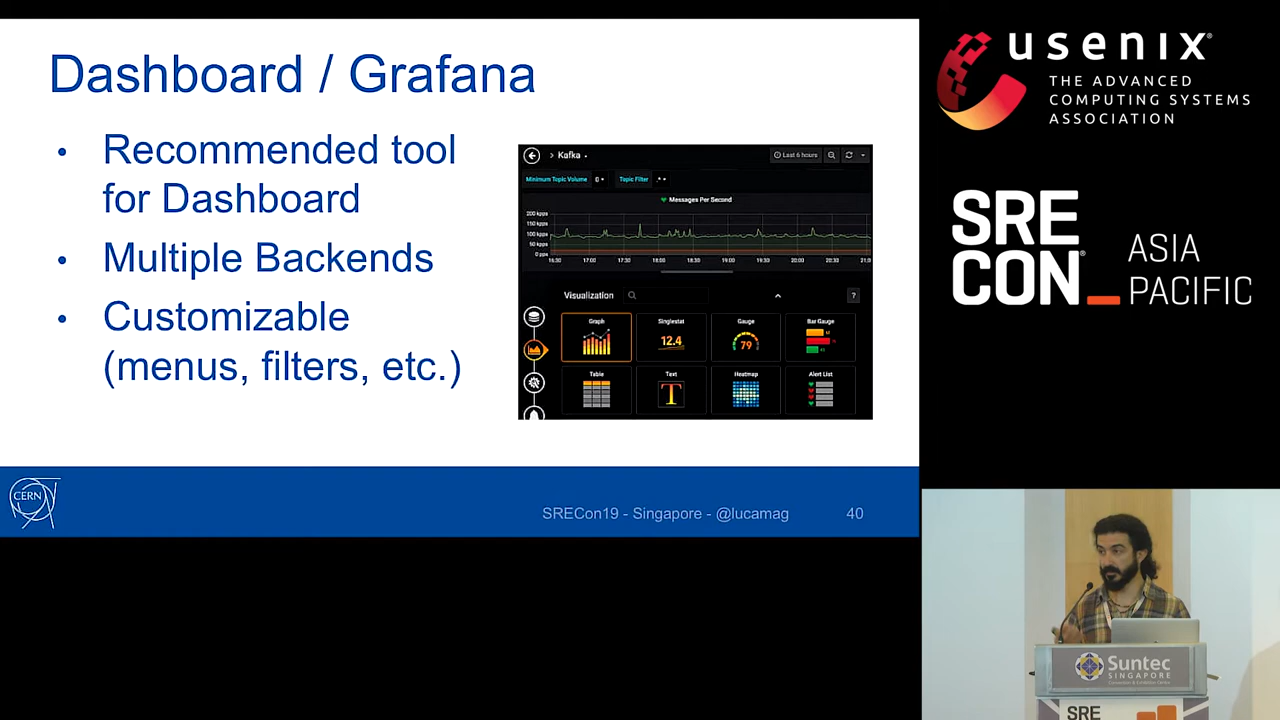 Dashboard / Grafana
• Recommended tool
for Dashboard
• Multiple Backends
• Customizable
(menus, filters, etc.)
Kafka
Last 6 hours
Minimum Topic Volume 0
Topic Filter .*
Messages Per Second
200 kpps
150 kpps
100 kpps
50 kpps
0 pps
16:30 17:00 17:30 18:00 18:30 19:00 19:30 20:00 20:30 21:0
Visualization
?
Graph
Singlestat
Gauge
Bar Gauge
12.4
79
Table
Text
Heatmap
Alert List
T
CERN
SRECon19 - Singapore - @lucamag 40
usenix
THE ADVANCED
COMPUTING SYSTEMS
ASSOCIATION
SRE
CON
ASIA
PACIFIC
Suntec
SINGAPORE
SRE